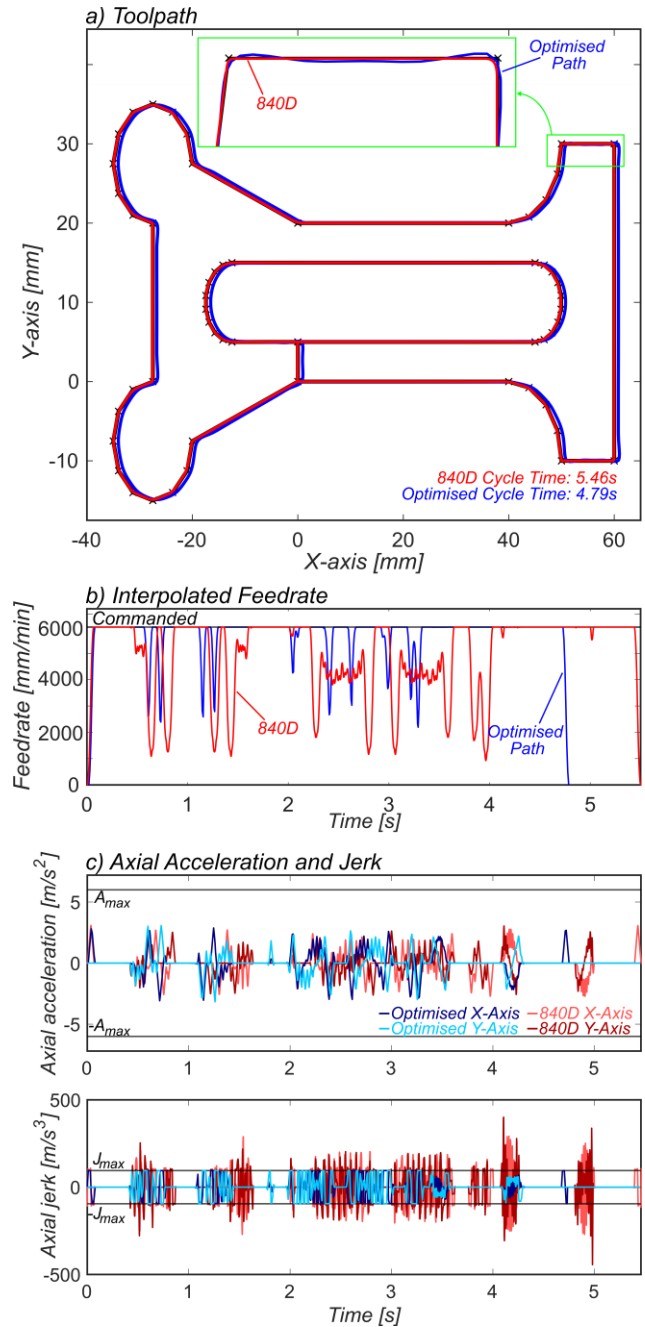 a) Toolpath
Optimised
Path
840D
30
20
10
0
-10
Y-axis [mm]
840D Cycle Time: 5.46s
Optimised Cycle Time: 4.79s
-40
-20
0
20
40
60
X-axis [mm]
b) Interpolated Feedrate
Commanded
6000
4000
2000
0
Feedrate [mm/min]
840D
Optimised
Path
0
1
2
3
4
5
Time [s]
c) Axial Acceleration and Jerk
Axial acceleration [m/s²]
5
0
-5
Amax
-Amax
Optimised X-Axis
840D X-Axis
Optimised Y-Axis
840D Y-Axis
0
1
2
3
4
5
Axial jerk [m/s³]
500
0
-500
Jmax
-Jmax
0
1
2
3
4
5
Time [s]